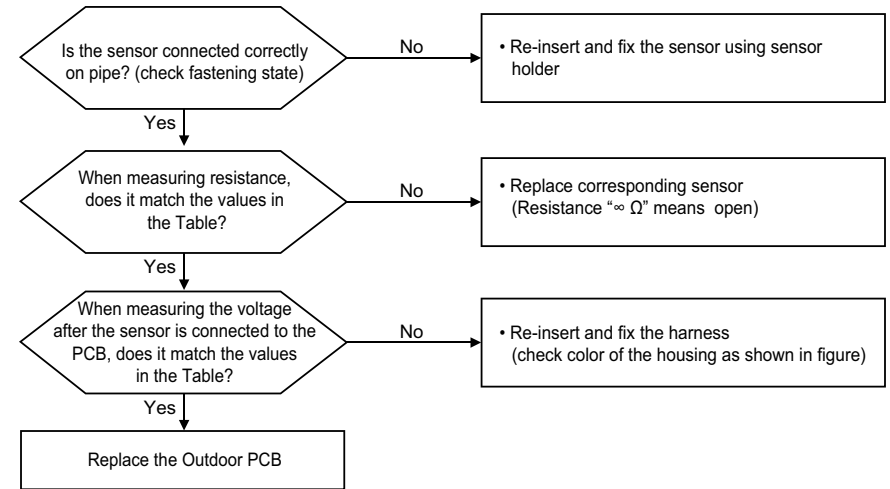 Is the sensor connected correctly
on pipe? (check fastening state)
No
• Re-insert and fix the sensor using sensor
holder
Yes
When measuring resistance,
does it match the values in
the Table?
No
• Replace corresponding sensor
(Resistance “∞ Ω” means open)
Yes
When measuring the voltage
after the sensor is connected to the
PCB, does it match the values
in the Table?
No
• Re-insert and fix the harness
(check color of the housing as shown in figure)
Yes
Replace the Outdoor PCB